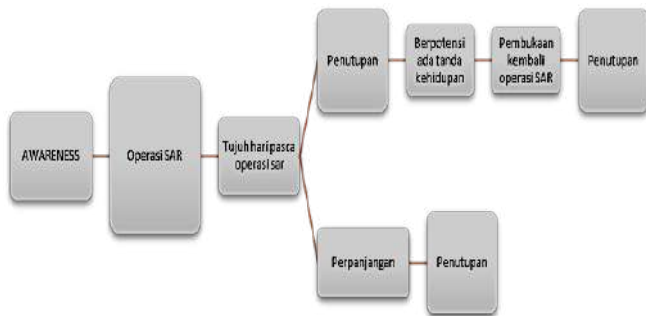 AWARENESS
Operasi SAR
Tujuh hari pasca
operasi sar
Penutupan
Berpotensi
ada tanda
kehidupan
Pembukaan
kembali
operasi SAR
Penutupan
Perpanjangan
Penutupan